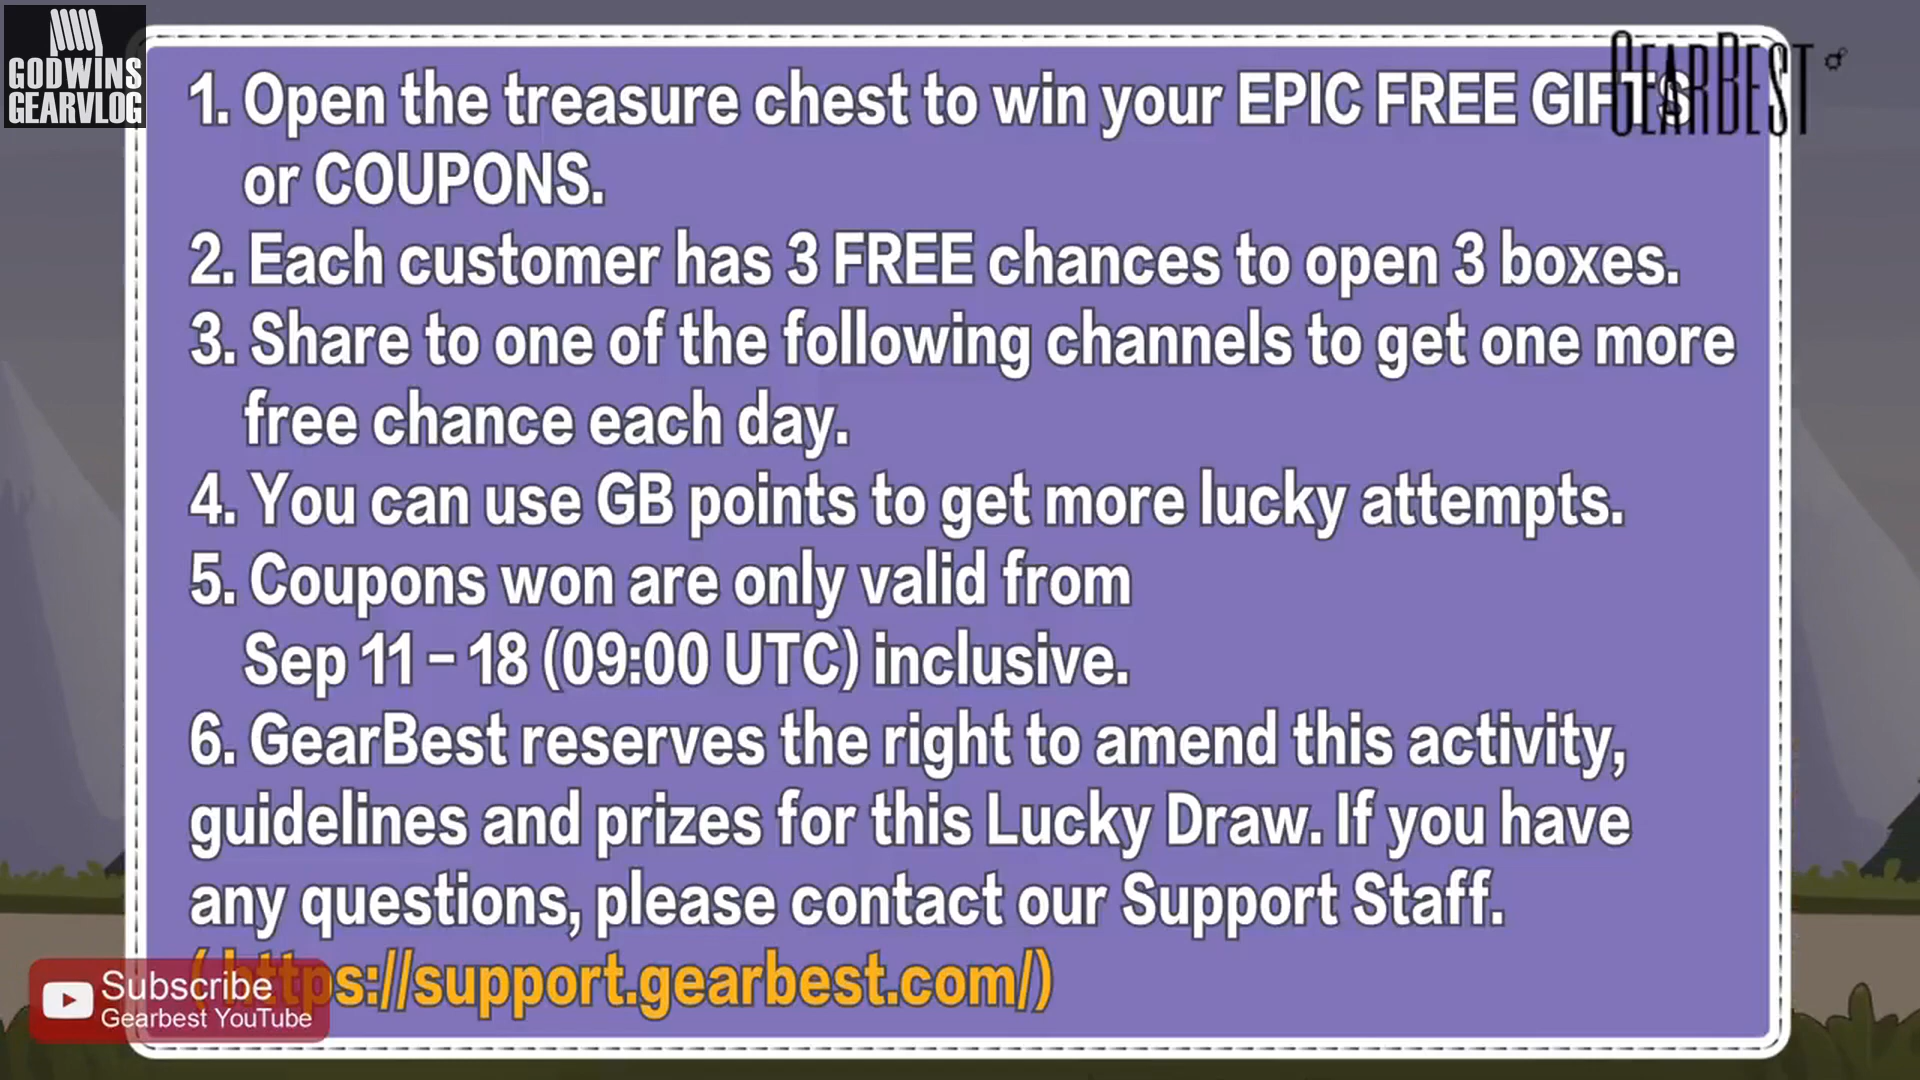 GODWINS
GEARVLOG
GEARBEST
1. Open the treasure chest to win your EPIC FREE GIFTS
or COUPONS.
2. Each customer has 3 FREE chances to open 3 boxes.
3. Share to one of the following channels to get one more
free chance each day.
4. You can use GB points to get more lucky attempts.
5. Coupons won are only valid from
Sep 11 – 18 (09:00 UTC) inclusive.
6. GearBest reserves the right to amend this activity,
guidelines and prizes for this Lucky Draw. If you have
any questions, please contact our Support Staff.
( https://support.gearbest.com/)
Subscribe
Gearbest YouTube